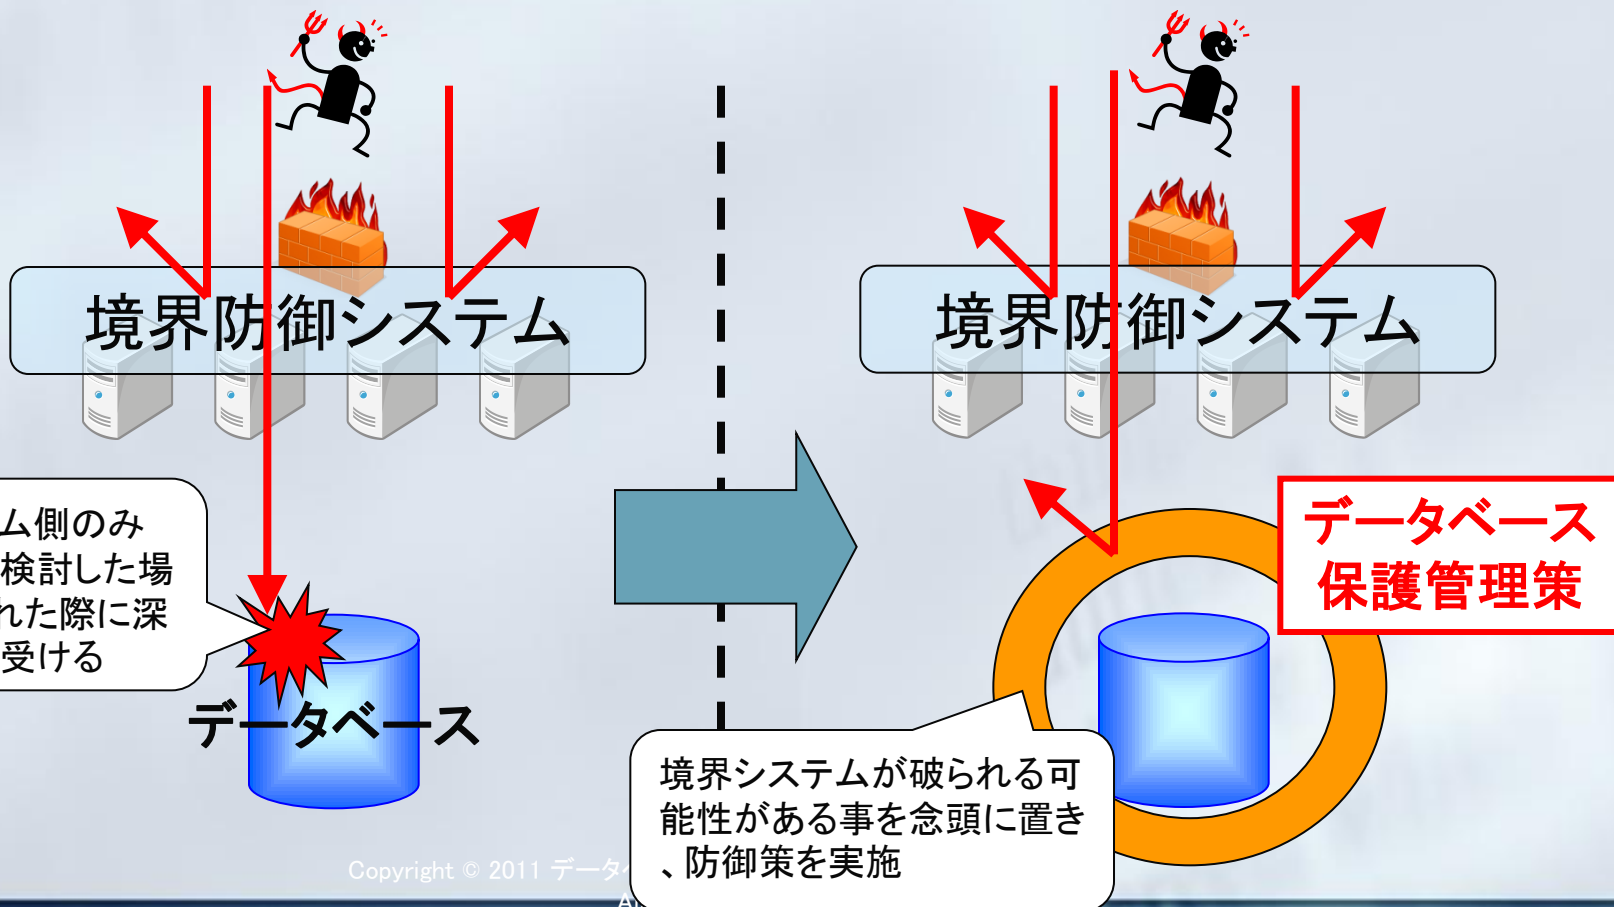 境界防御システム
ム側のみ
検討した場
れた際に深
受ける
データベース
境界防御システム
データベース
保護管理策
境界システムが破られる可
能性がある事を念頭に置き
、防御策を実施
Copyright © 2011 データ